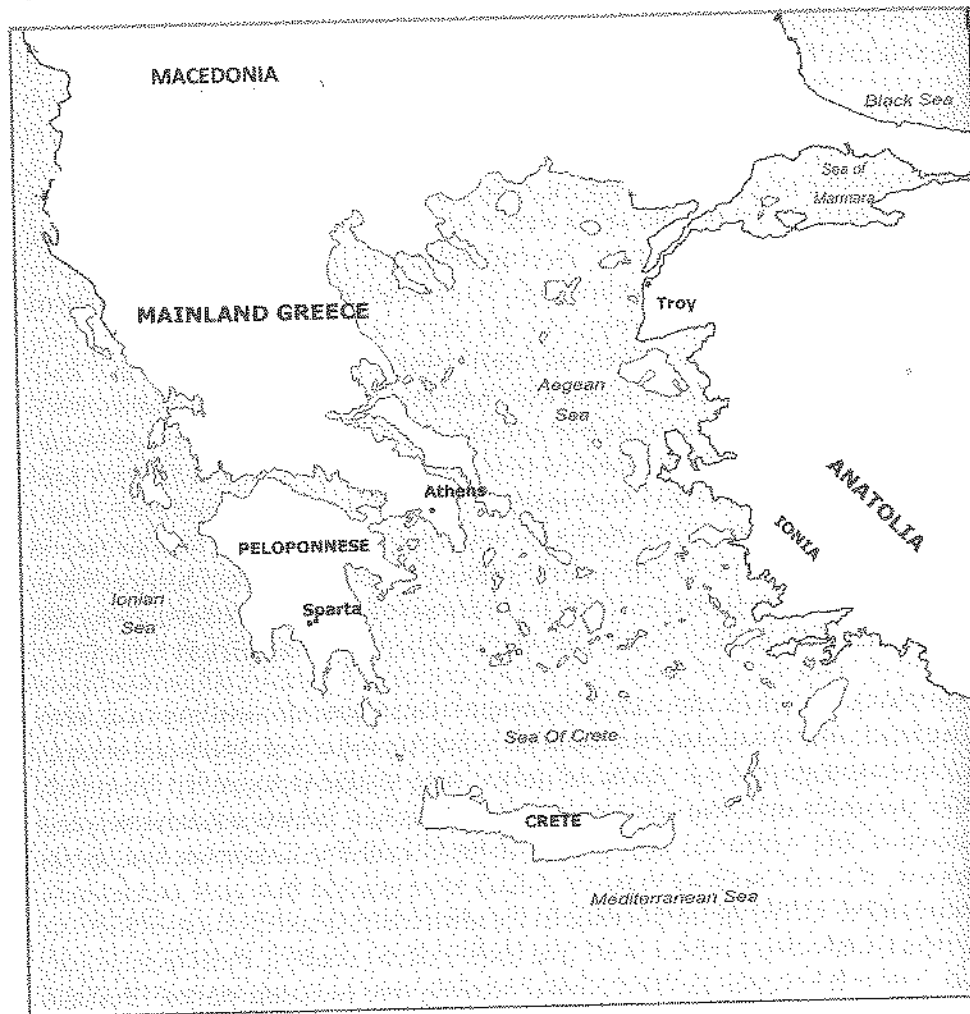 MACEDONIA
Black Sea
Sea of
Marmara
MAINLAND GREECE
Troy
Aegean
Sea
Athens
ANATOLIA
IONIA
PELOPONNESE
Ionian
Sea
Sparta
Sea Of Crete
CRETE
Mediterranean Sea